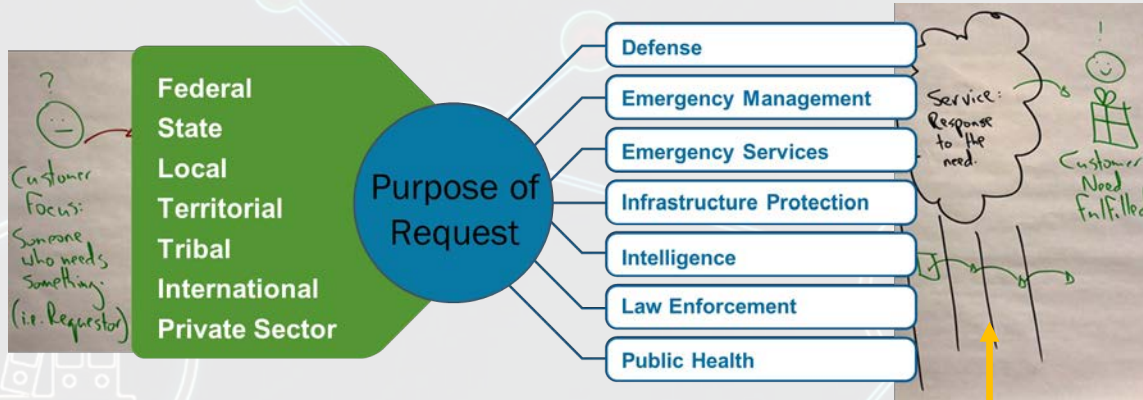 ?
Customer
Focus:
Someone
who needs
something.
(i.e. Requestor)
Federal
State
Local
Territorial
Tribal
International
Private Sector
Purpose of
Request
Defense
Emergency Management
Emergency Services
Infrastructure Protection
Intelligence
Law Enforcement
Public Health
Service:
Response
to the
need.
!
Customer
Need
Fulfilled